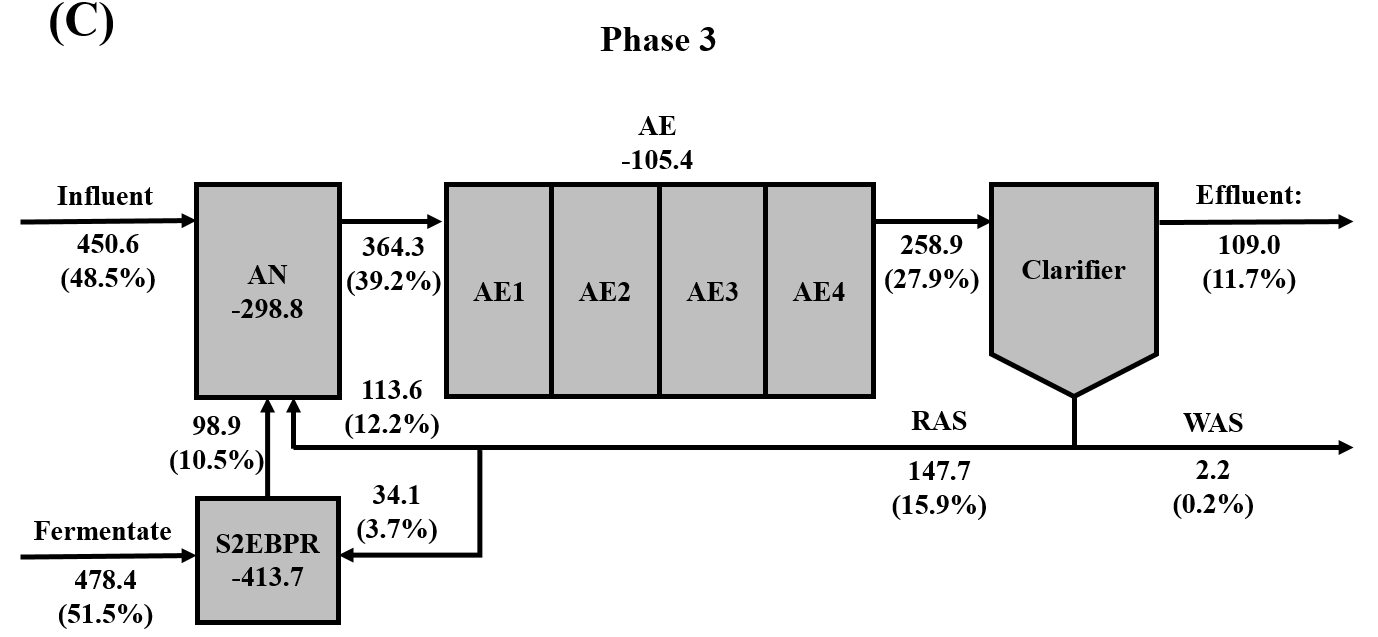 (C)
Phase 3
AE
-105.4
Influent
450.6
(48.5%)
AN
-298.8
364.3
(39.2%)
AE1
AE2
AE3
AE4
258.9
(27.9%)
Clarifier
Effluent:
109.0
(11.7%)
113.6
(12.2%)
98.9
(10.5%)
RAS
147.7
(15.9%)
WAS
2.2
(0.2%)
34.1
(3.7%)
Fermentate
478.4
(51.5%)
S2EBPR
-413.7